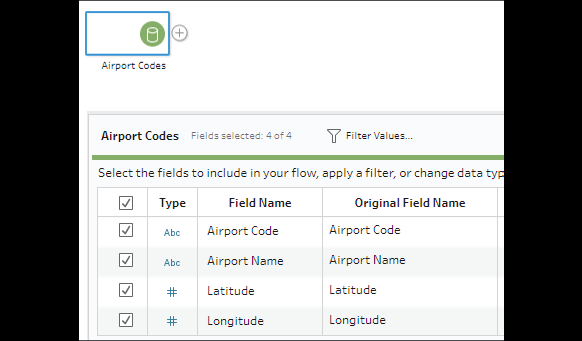 Airport Codes
Airport Codes Fields selected: 4 of 4 Filter Values...
Select the fields to include in your flow, apply a filter, or change data typ
Type Field Name Original Field Name
Abc Airport Code Airport Code
Abc Airport Name Airport Name
# Latitude Latitude
# Longitude Longitude